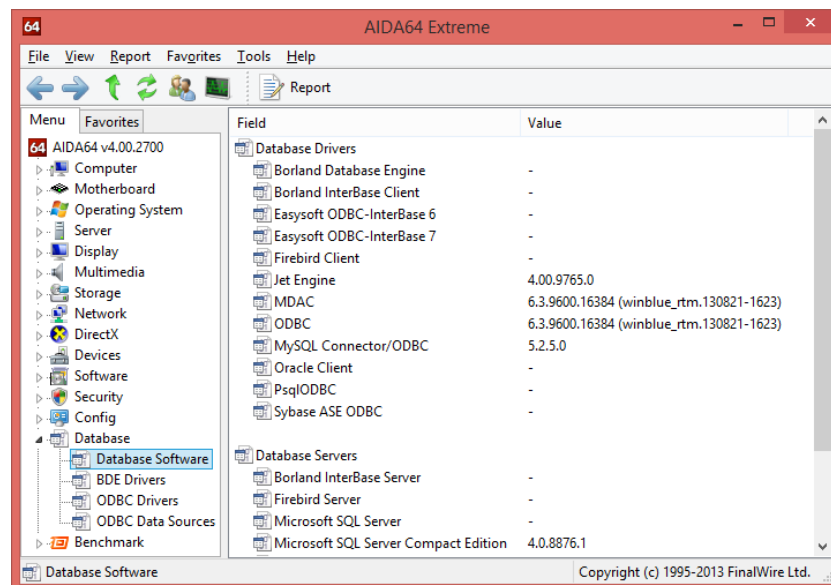 64 AIDA64 Extreme
File View Report Favorites Tools Help
Report
Menu Favorites
Field Value
64 AIDA64 v4.00.2700
Computer
Motherboard
Operating System
Server
Display
Multimedia
Storage
Network
DirectX
Devices
Software
Security
Config
Database
Database Software
BDE Drivers
ODBC Drivers
ODBC Data Sources
Benchmark
Database Drivers
Borland Database Engine -
Borland InterBase Client -
Easysoft ODBC-InterBase 6 -
Easysoft ODBC-InterBase 7 -
Firebird Client -
Jet Engine 4.00.9765.0
MDAC 6.3.9600.16384 (winblue_rtm.130821-1623)
ODBC 6.3.9600.16384 (winblue_rtm.130821-1623)
MySQL Connector/ODBC 5.2.5.0
Oracle Client -
PsqlODBC -
Sybase ASE ODBC -
Database Servers
Borland InterBase Server -
Firebird Server -
Microsoft SQL Server -
Microsoft SQL Server Compact Edition 4.0.8876.1
Database Software Copyright (c) 1995-2013 FinalWire Ltd.